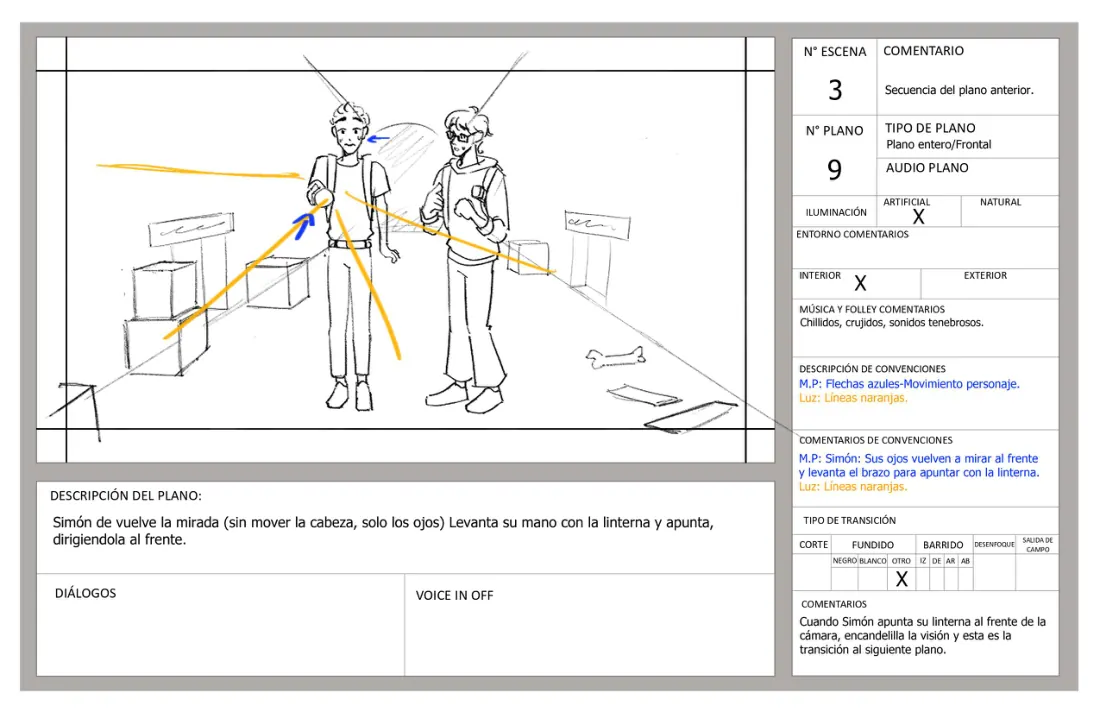 N° ESCENA
3
COMENTARIO
Secuencia del plano anterior.
N° PLANO
9
TIPO DE PLANO
Plano entero/Frontal
AUDIO PLANO
ILUMINACIÓN
ARTIFICIAL
X
NATURAL
ENTORNO COMENTARIOS
INTERIOR
X
EXTERIOR
MÚSICA Y FOLLEY COMENTARIOS
Chillidos, crujidos, sonidos tenebrosos.
DESCRIPCIÓN DE CONVENCIONES
M.P: Flechas azules-Movimiento personaje.
Luz: Líneas naranjas.
COMENTARIOS DE CONVENCIONES
M.P: Simón: Sus ojos vuelven a mirar al frente
y levanta el brazo para apuntar con la linterna.
Luz: Líneas naranjas.
TIPO DE TRANSICIÓN
CORTE
FUNDIDO
BARRIDO
DESENFOQUE
SALIDA DE
CAMPO
NEGRO BLANCO OTRO
IZ DE AR AB
X
COMENTARIOS
Cuando Simón apunta su linterna al frente de la
cámara, encandelilla la visión y esta es la
transición al siguiente plano.
DESCRIPCIÓN DEL PLANO:
Simón de vuelve la mirada (sin mover la cabeza, solo los ojos) Levanta su mano con la linterna y apunta,
dirigiendola al frente.
DIÁLOGOS
VOICE IN OFF